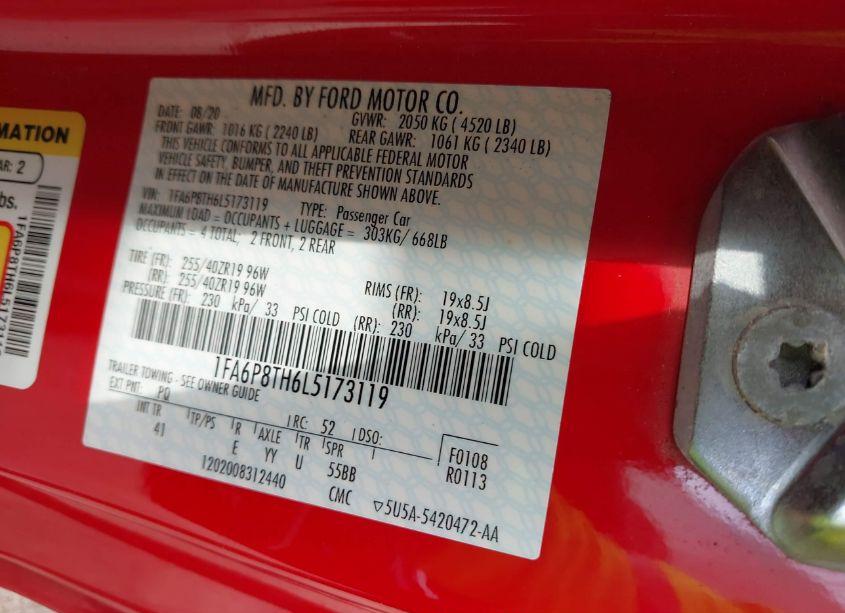 MATION
AR: 2
bs.
1FA6P8TH6L5173119
MFD. BY FORD MOTOR CO.
DATE: 08/20 GVWR: 2050 KG ( 4520 LB)
FRONT GAWR: 1016 KG ( 2240 LB) REAR GAWR: 1061 KG ( 2340 LB)
THIS VEHICLE CONFORMS TO ALL APPLICABLE FEDERAL MOTOR
VEHICLE SAFETY, BUMPER, AND THEFT PREVENTION STANDARDS
IN EFFECT ON THE DATE OF MANUFACTURE SHOWN ABOVE.
VIN: 1FA6P8TH6L5173119 TYPE: Passenger Car
MAXIMUM LOAD = OCCUPANTS + LUGGAGE = 303KG/ 668LB
OCCUPANTS = 4 TOTAL; 2 FRONT, 2 REAR
TIRE (FR): 255/40ZR19 96W RIMS (FR): 19x8.5J
(RR): 255/40ZR19 96W (RR): 19x8.5J
PRESSURE (FR): 230 kPa/ 33 PSI COLD (RR): 230 kPa/ 33 PSI COLD
1FA6P8TH6L5173119
TRAILER TOWING - SEE OWNER GUIDE
EXT PNT: PQ RC: 52 DSO: F0108
INT TR TP/PS R AXLE TR SPR R0113
41 E YY U 55BB
1202008312440 CMC ▽5U5A-5420472-AA